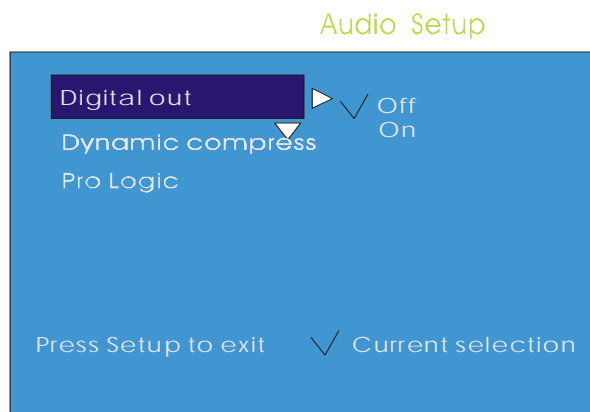 Audio Setup
Digital out
Off
On
Dynamic compress
Pro Logic
Press Setup to exit
Current selection